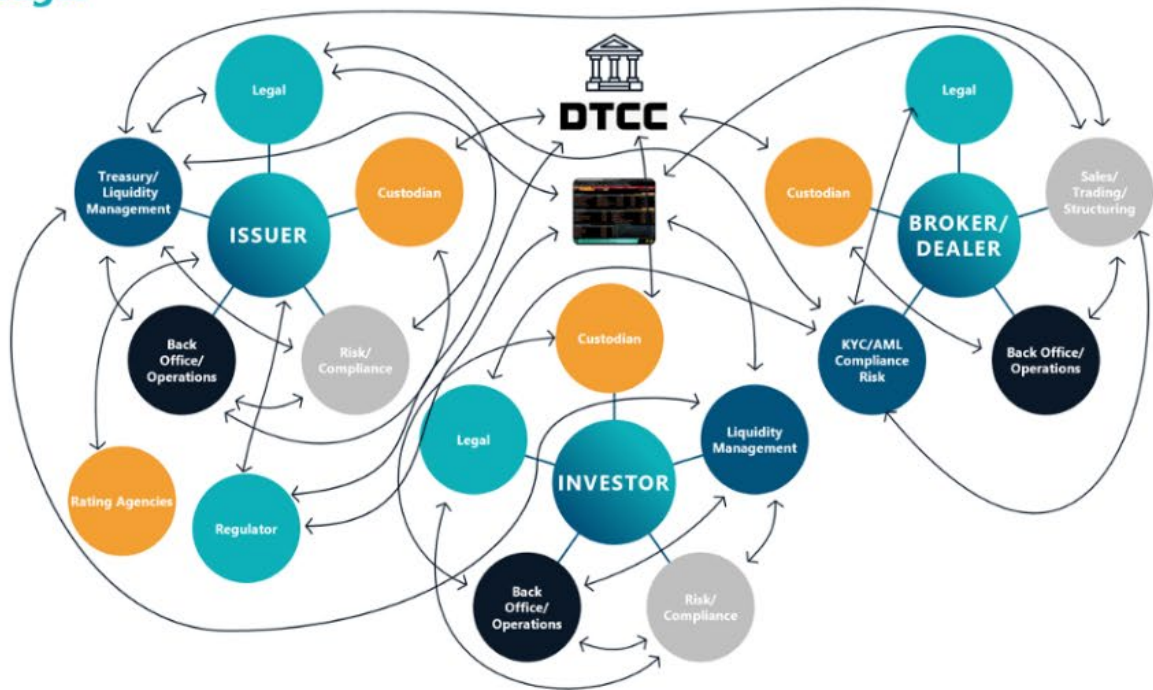 Legal
DTCC
Legal
Treasury/
Liquidity
Management
Custodian
ISSUER
Custodian
Sales/
Trading/
Structuring
BROKER/
DEALER
Back
Office/
Operations
Risk/
Compliance
Custodian
KYC/AML
Compliance
Risk
Back Office/
Operations
Legal
Liquidity
Management
INVESTOR
Rating Agencies
Regulator
Back
Office/
Operations
Risk/
Compliance